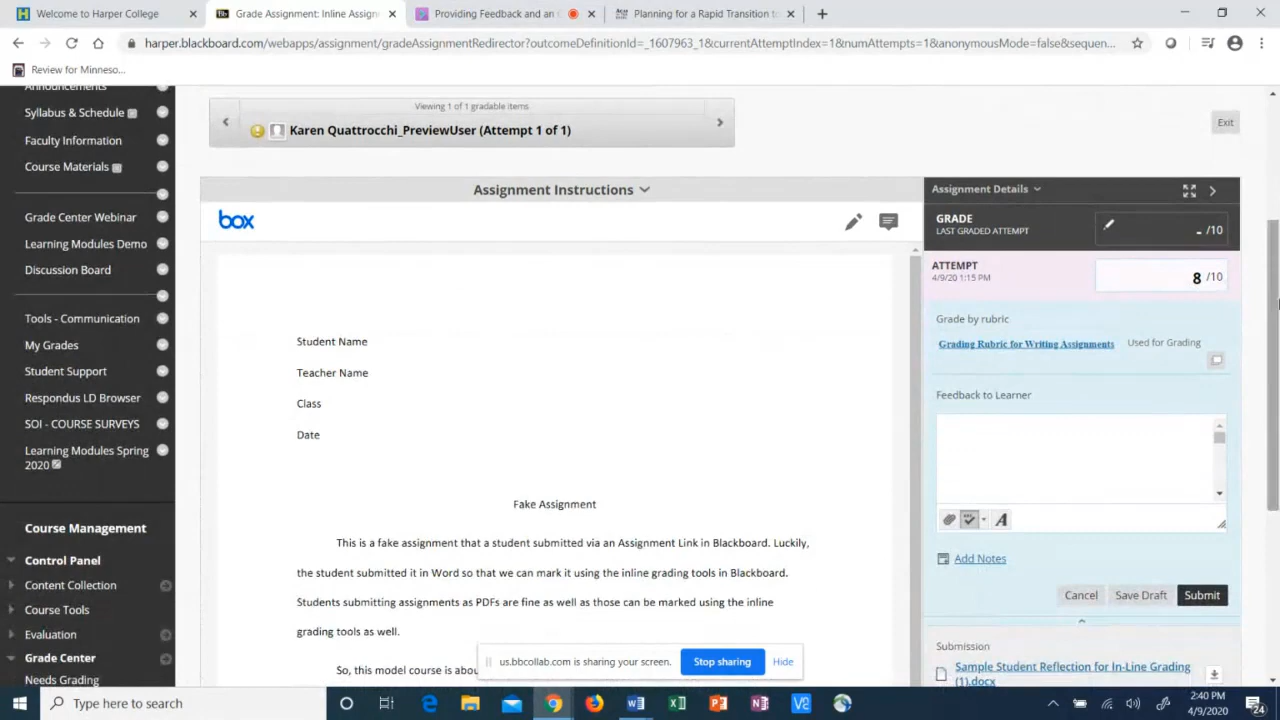 Welcome to Harper College
Grade Assignment: Inline Assign
Providing Feedback and an
Planning for a Rapid Transition to
harper.blackboard.com/webapps/assignment/gradeAssignmentRedirector?outcomeDefinitionId=_1607963_1&currentAttemptIndex=1&numAttempts=1&anonymousMode=false&sequen...
Review for Minneso...
Announcements
Syllabus & Schedule
Faculty Information
Course Materials
Grade Center Webinar
Learning Modules Demo
Discussion Board
Tools - Communication
My Grades
Student Support
Respondus LD Browser
SOI - COURSE SURVEYS
Learning Modules Spring
2020
Course Management
Control Panel
Content Collection
Course Tools
Evaluation
Grade Center
Needs Grading
Viewing 1 of 1 gradable items
Karen Quattrocchi_PreviewUser (Attempt 1 of 1)
Exit
Assignment Instructions
box
Student Name
Teacher Name
Class
Date
Fake Assignment
This is a fake assignment that a student submitted via an Assignment Link in Blackboard. Luckily,
the student submitted it in Word so that we can mark it using the inline grading tools in Blackboard.
Students submitting assignments as PDFs are fine as well as those can be marked using the inline
grading tools as well.
So, this model course is abou
us.bbcollab.com is sharing your screen.
Stop sharing
Hide
Assignment Details
GRADE
LAST GRADED ATTEMPT
- /10
ATTEMPT
4/9/20 1:15 PM
8 /10
Grade by rubric
Grading Rubric for Writing Assignments
Used for Grading
Feedback to Learner
Add Notes
Cancel
Save Draft
Submit
Submission
Sample Student Reflection for In-Line Grading
(1).docx
Type here to search
2:40 PM
4/9/2020
24